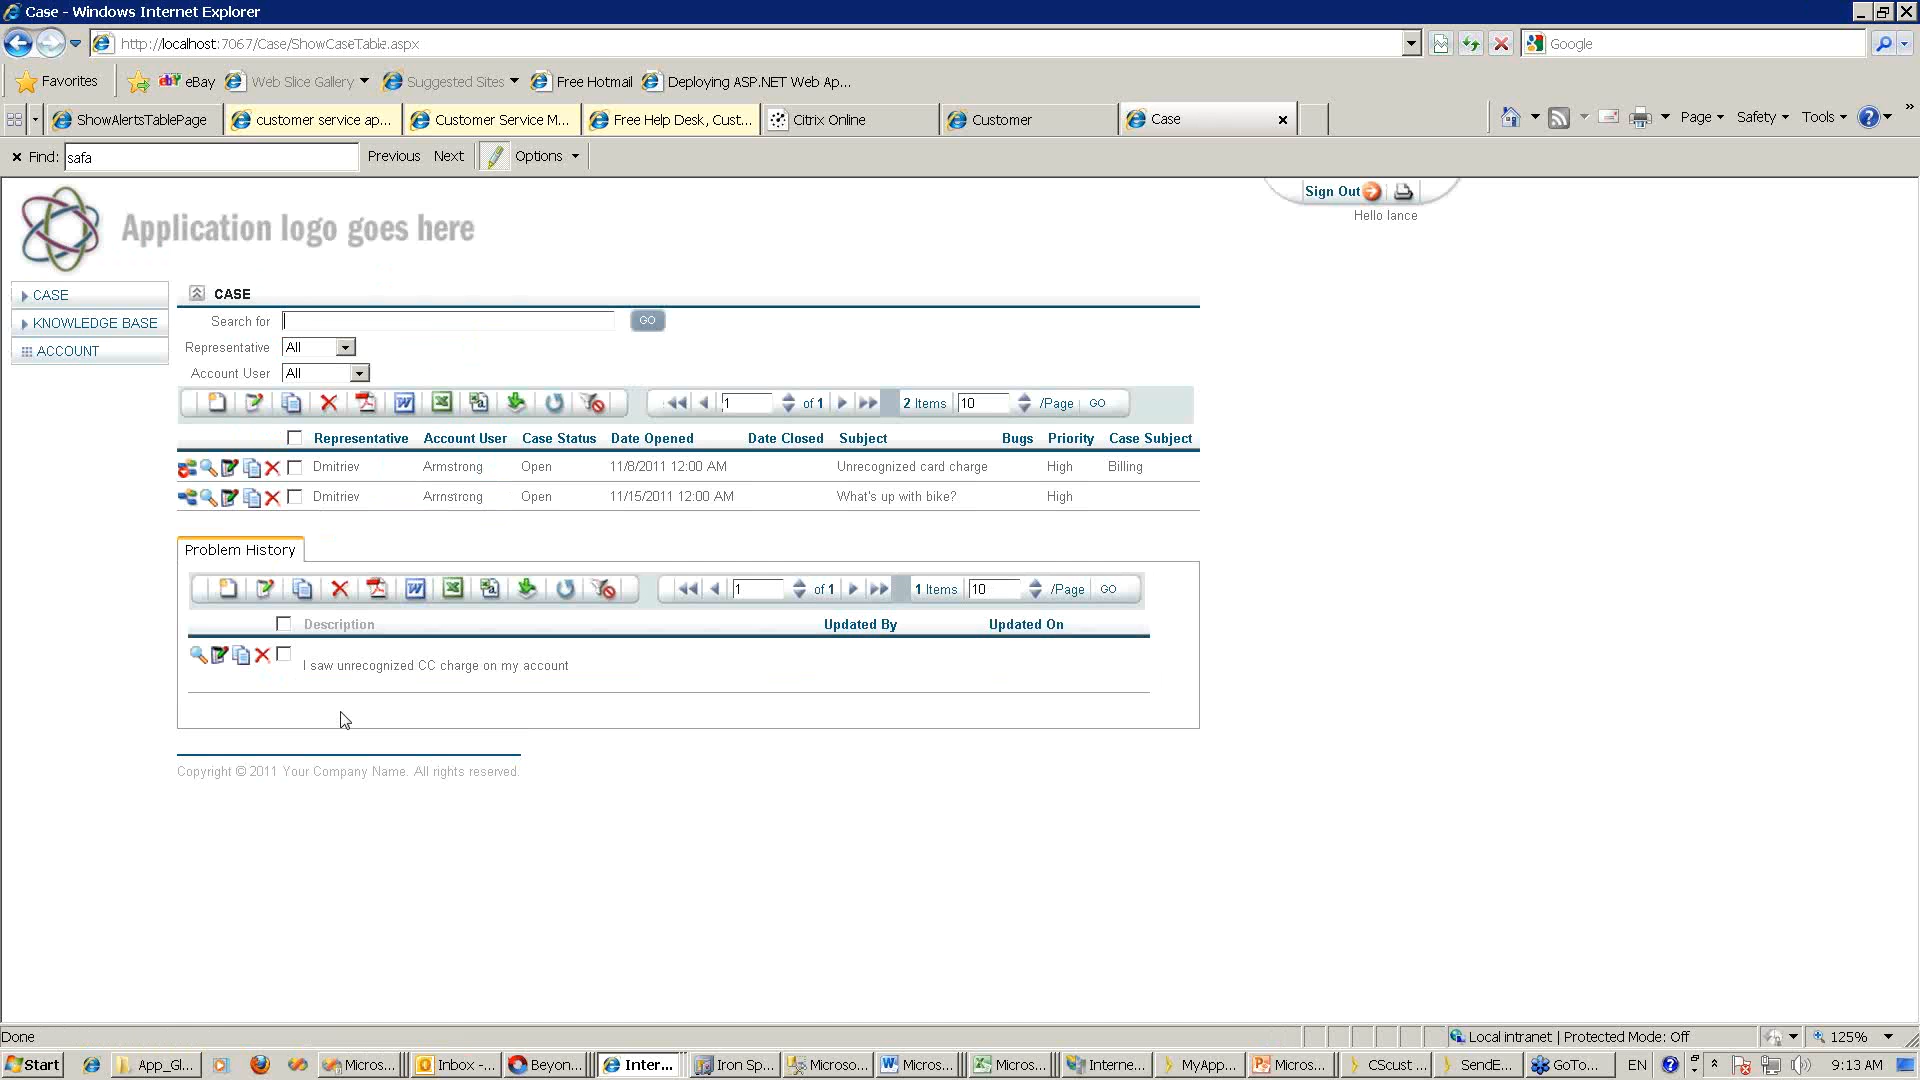 Case - Windows Internet Explorer
http://localhost:7067/Case/ShowCaseTable.aspx
Google
Favorites eBay Web Slice Gallery Suggested Sites Free Hotmail Deploying ASP.NET Web Ap...
ShowAlertsTablePage customer service ap... Customer Service M... Free Help Desk, Cust... Citrix Online Customer Case Page Safety Tools
Find: safa Previous Next Options
Sign Out
Hello lance
Application logo goes here
CASE
KNOWLEDGE BASE
ACCOUNT
CASE
Search for GO
Representative All
Account User All
1 of 1 2 Items 10 /Page GO
Representative Account User Case Status Date Opened Date Closed Subject Bugs Priority Case Subject
Dmitriev Armstrong Open 11/8/2011 12:00 AM Unrecognized card charge High Billing
Dmitriev Armstrong Open 11/15/2011 12:00 AM What's up with bike? High
Problem History
1 of 1 1 Items 10 /Page GO
Description Updated By Updated On
I saw unrecognized CC charge on my account
Copyright © 2011 Your Company Name. All rights reserved.
Done Local intranet | Protected Mode: Off 125%
Start App_Gl... Micros... Inbox -... Beyon... Inter... Iron Sp... Microso... Micros... Micros... Interne... MyApp... Micros... CScust ... SendE... GoTo... EN 9:13 AM